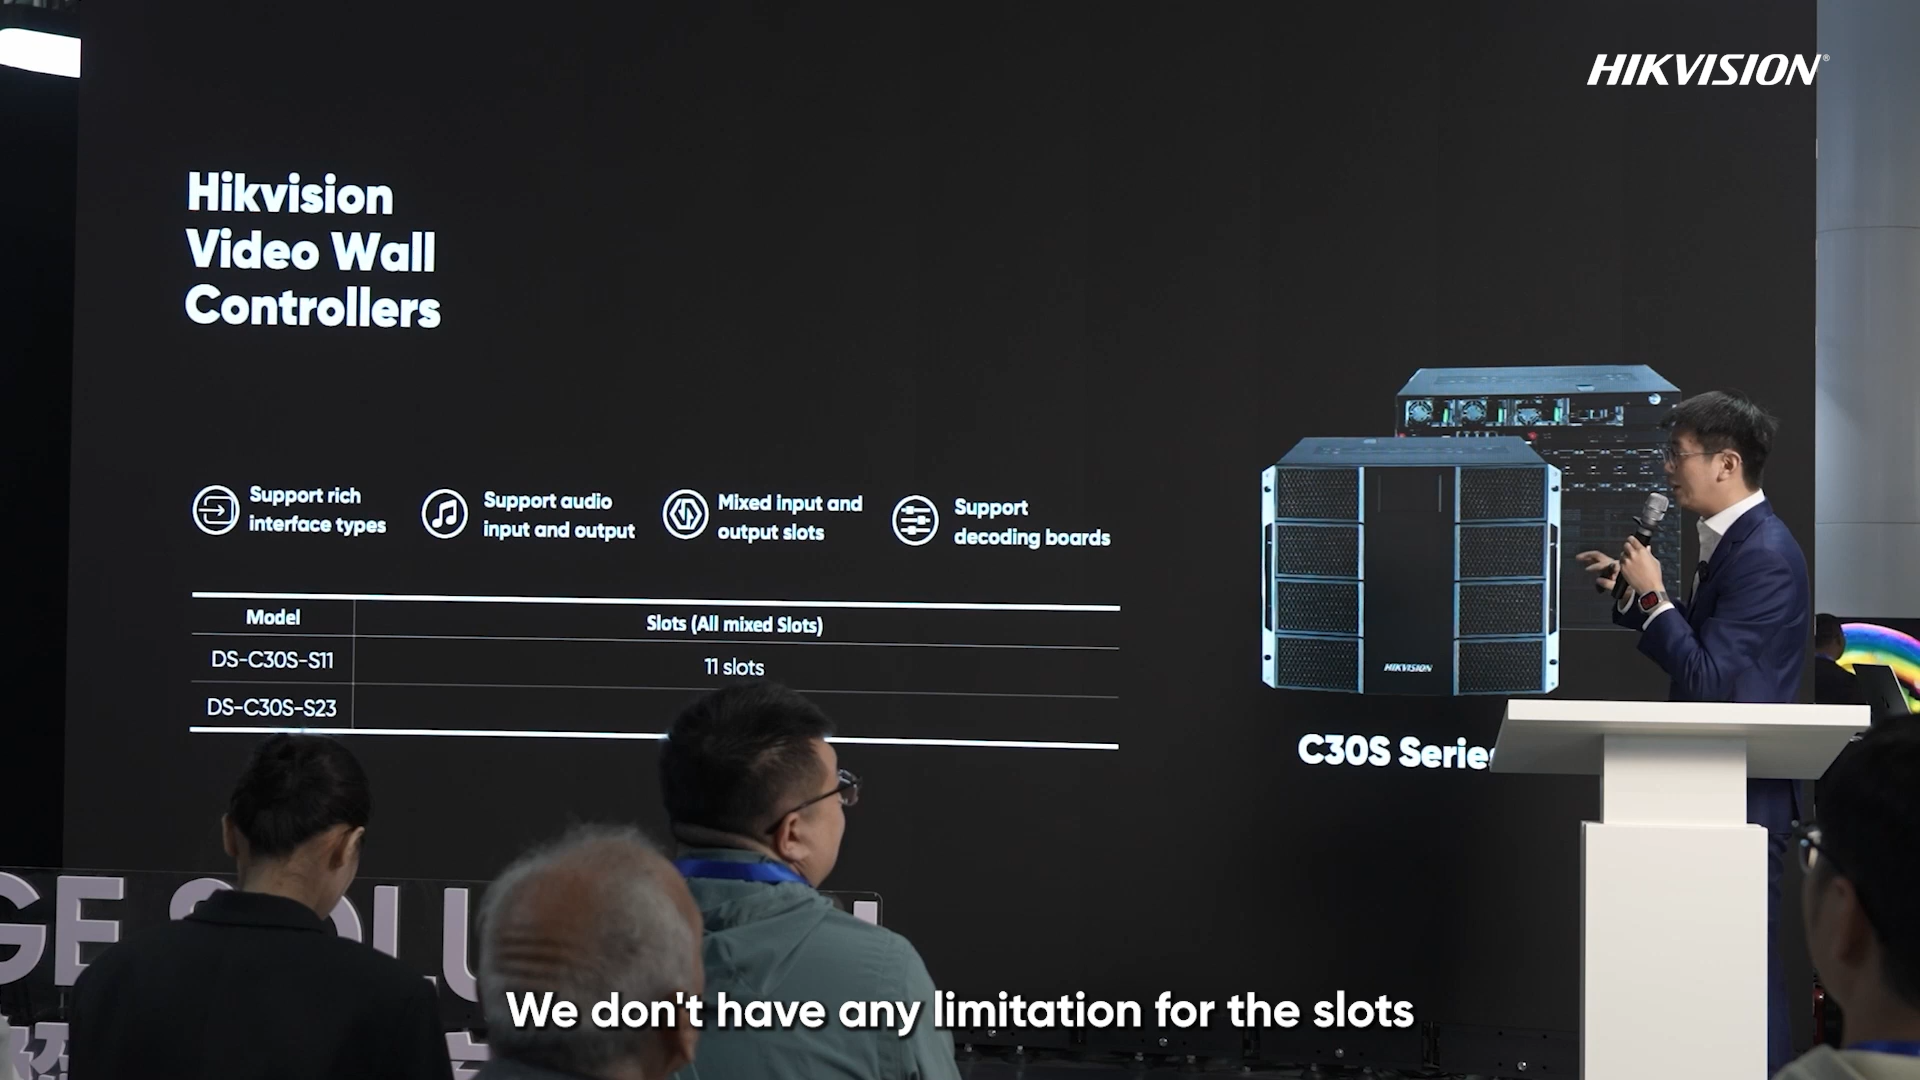 HIKVISION®
Hikvision
Video Wall
Controllers
Support rich
interface types
Support audio
input and output
Mixed input and
output slots
Support
decoding boards
Model
Slots (All mixed Slots)
DS-C30S-S11
11 slots
DS-C30S-S23
HIKVISION
C30S Series
We don't have any limitation for the slots